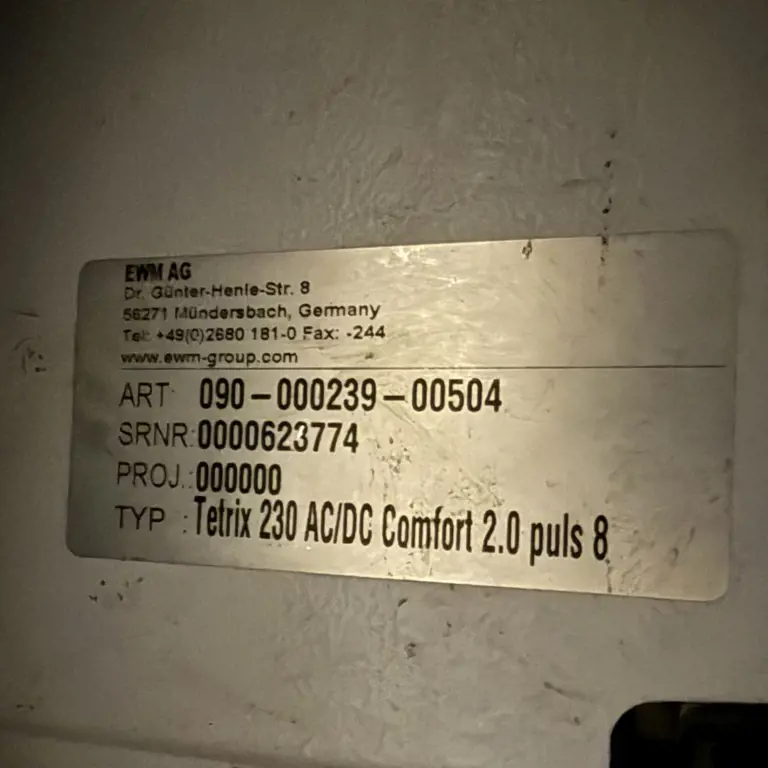 EWM AG
Dr. Günter-Henle-Str. 8
56271 Mündersbach, Germany
Tel: +49(0)2680 181-0 Fax: -244
www.ewm-group.com
ART: 090-000239-00504
SRNR:0000623774
PROJ.:000000
TYP :Tetrix 230 AC/DC Comfort 2.0 puls 8